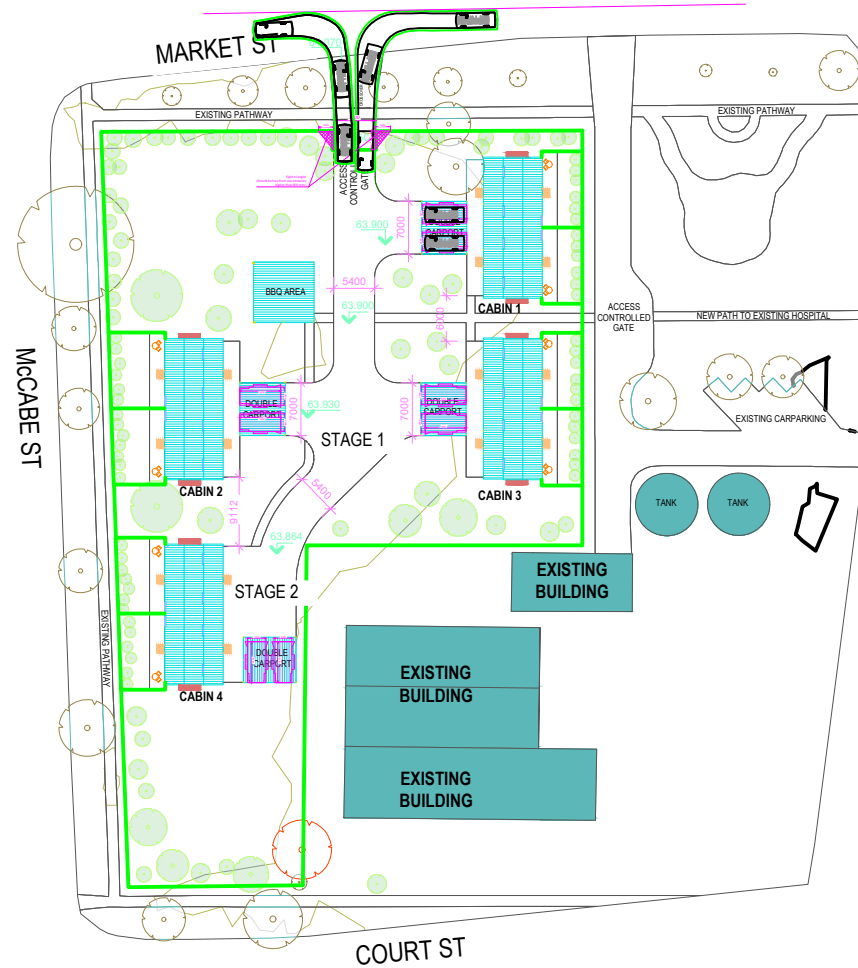 MARKET ST
EXISTING PATHWAY
EXISTING PATHWAY
ACCESS
CONTROLLED
GATE
63.900
7000
DOUBLE
CARPORT
5400
BBQ AREA
63.900
CABIN 1
6000
ACCESS
CONTROLLED
GATE
NEW PATH TO EXISTING HOSPITAL
McCABE ST
DOUBLE
CARPORT
7000
63.930
7000
DOUBLE
CARPORT
EXISTING CARPARKING
STAGE 1
CABIN 2
CABIN 3
5400
9112
TANK
TANK
63.864
STAGE 2
EXISTING
BUILDING
EXISTING PATHWAY
DOUBLE
CARPORT
CABIN 4
EXISTING
BUILDING
EXISTING
BUILDING
COURT ST